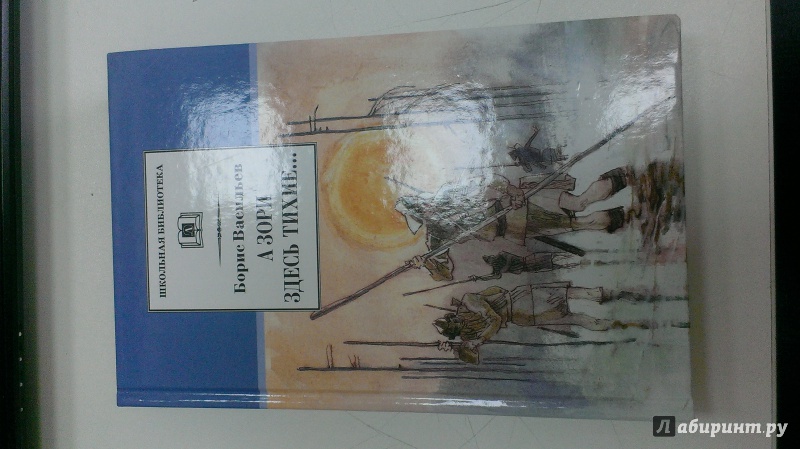 ШКОЛЬНАЯ БИБЛИОТЕКА
Борис Васильев
А ЗОРИ
ЗДЕСЬ ТИХИЕ...
Лабиринт.ру